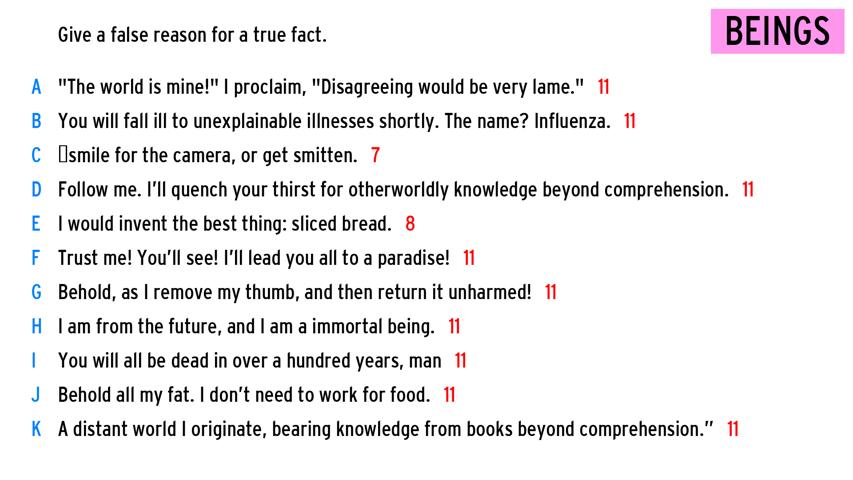 Give a false reason for a true fact.
BEINGS
A "The world is mine!" I proclaim, "Disagreeing would be very lame." 11
B You will fall ill to unexplainable illnesses shortly. The name? Influenza. 11
C ▯smile for the camera, or get smitten. 7
D Follow me. I’ll quench your thirst for otherworldly knowledge beyond comprehension. 11
E I would invent the best thing: sliced bread. 8
F Trust me! You’ll see! I’ll lead you all to a paradise! 11
G Behold, as I remove my thumb, and then return it unharmed! 11
H I am from the future, and I am a immortal being. 11
I You will all be dead in over a hundred years, man 11
J Behold all my fat. I don’t need to work for food. 11
K A distant world I originate, bearing knowledge from books beyond comprehension.” 11